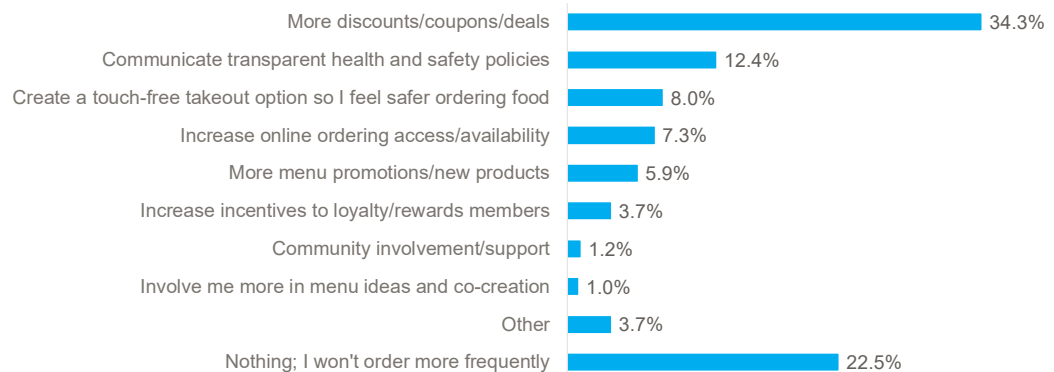 More discounts/coupons/deals 34.3%
Communicate transparent health and safety policies 12.4%
Create a touch-free takeout option so I feel safer ordering food 8.0%
Increase online ordering access/availability 7.3%
More menu promotions/new products 5.9%
Increase incentives to loyalty/rewards members 3.7%
Community involvement/support 1.2%
Involve me more in menu ideas and co-creation 1.0%
Other 3.7%
Nothing; I won't order more frequently 22.5%